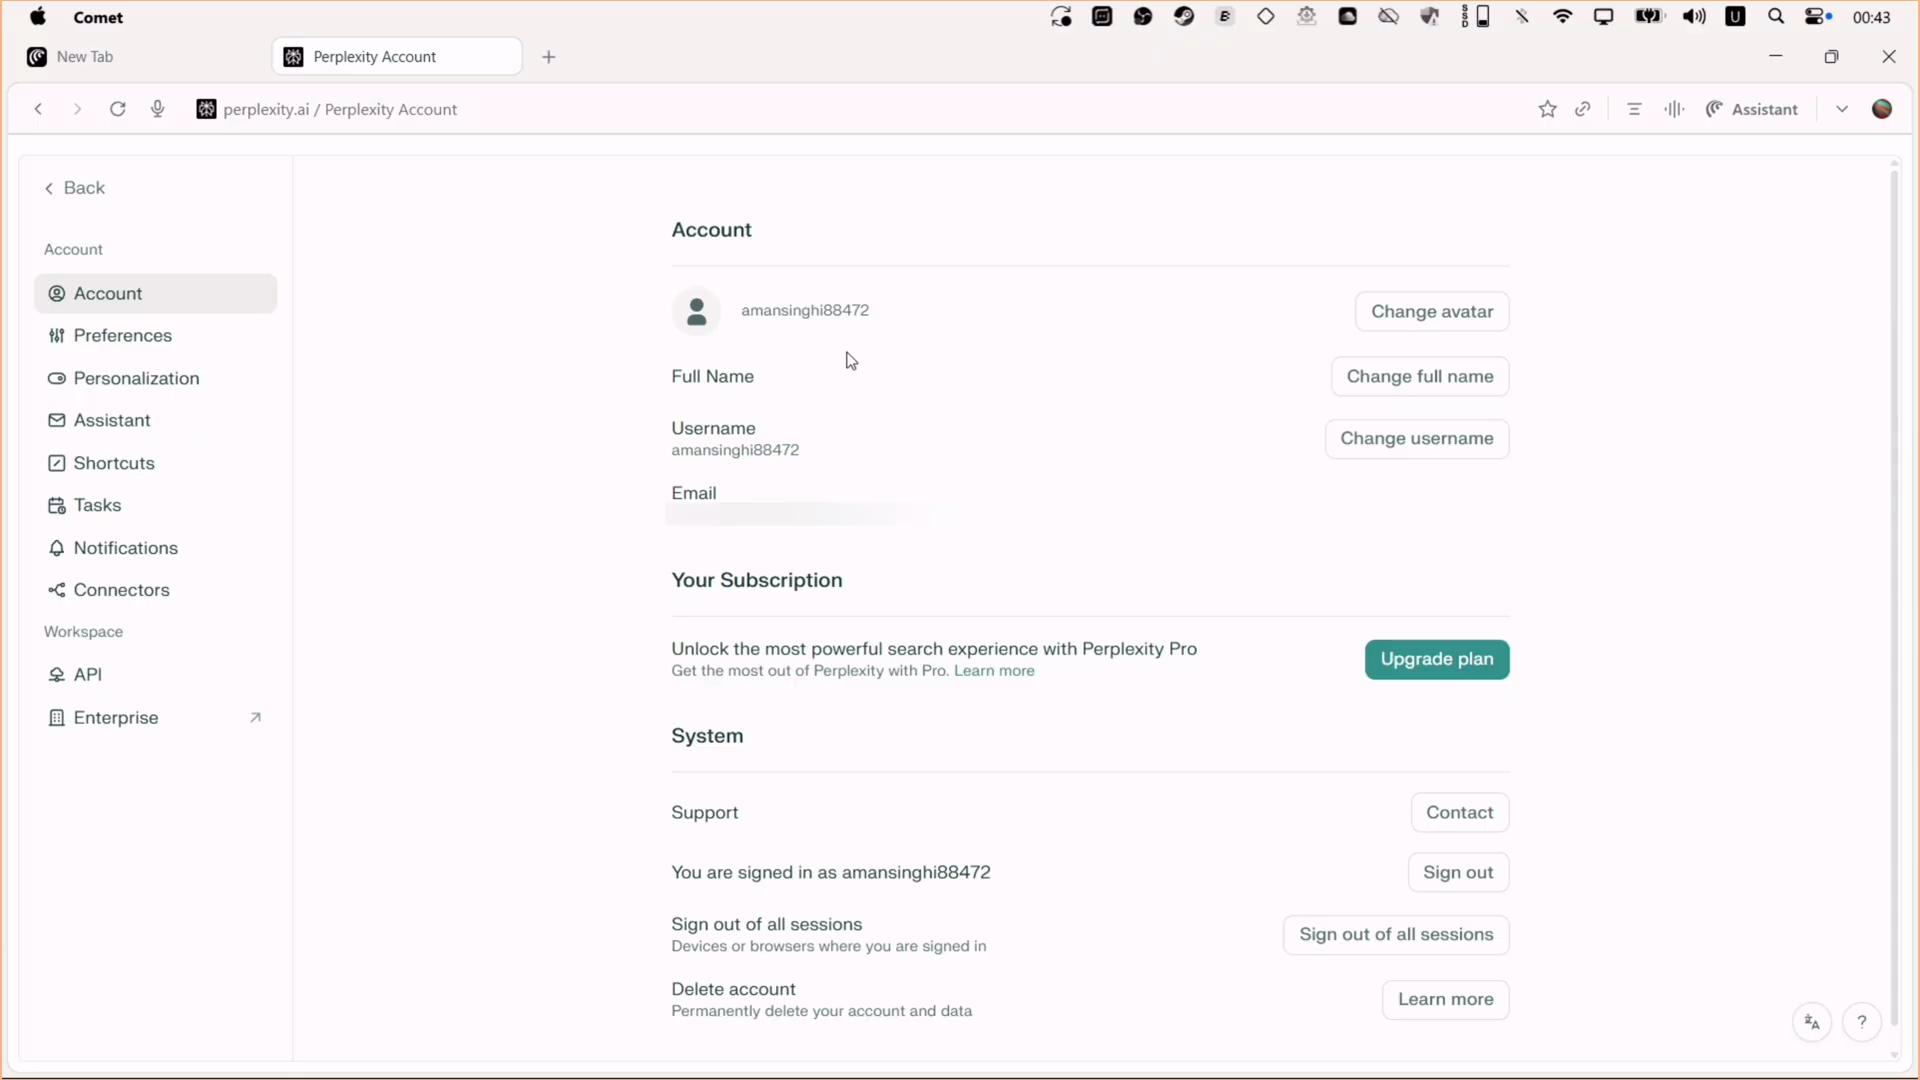 Comet
SSD
U
00:43
New Tab
Perplexity Account
perplexity.ai / Perplexity Account
Assistant
Back
Account
Account
Preferences
Personalization
Assistant
Shortcuts
Tasks
Notifications
Connectors
Workspace
API
Enterprise
Account
amansinghi88472
Change avatar
Full Name
Change full name
Username
amansinghi88472
Change username
Email
Your Subscription
Unlock the most powerful search experience with Perplexity Pro
Get the most out of Perplexity with Pro. Learn more
Upgrade plan
System
Support
Contact
You are signed in as amansinghi88472
Sign out
Sign out of all sessions
Devices or browsers where you are signed in
Sign out of all sessions
Delete account
Permanently delete your account and data
Learn more
?